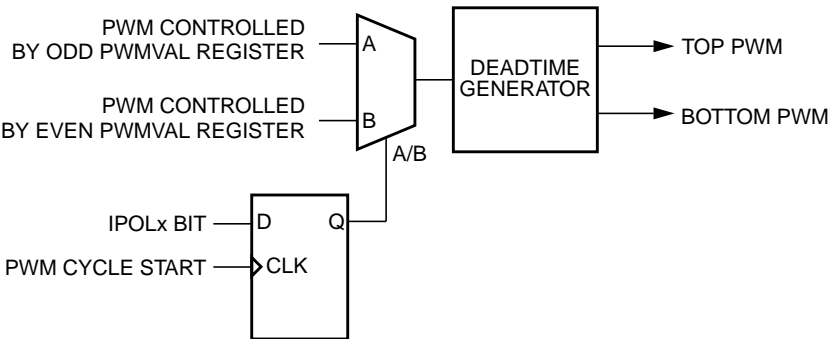 PWM CONTROLLED
BY ODD PWMVAL REGISTER
A
DEADTIME
GENERATOR
TOP PWM
PWM CONTROLLED
BY EVEN PWMVAL REGISTER
B
BOTTOM PWM
A/B
IPOLx BIT
D
Q
PWM CYCLE START
CLK